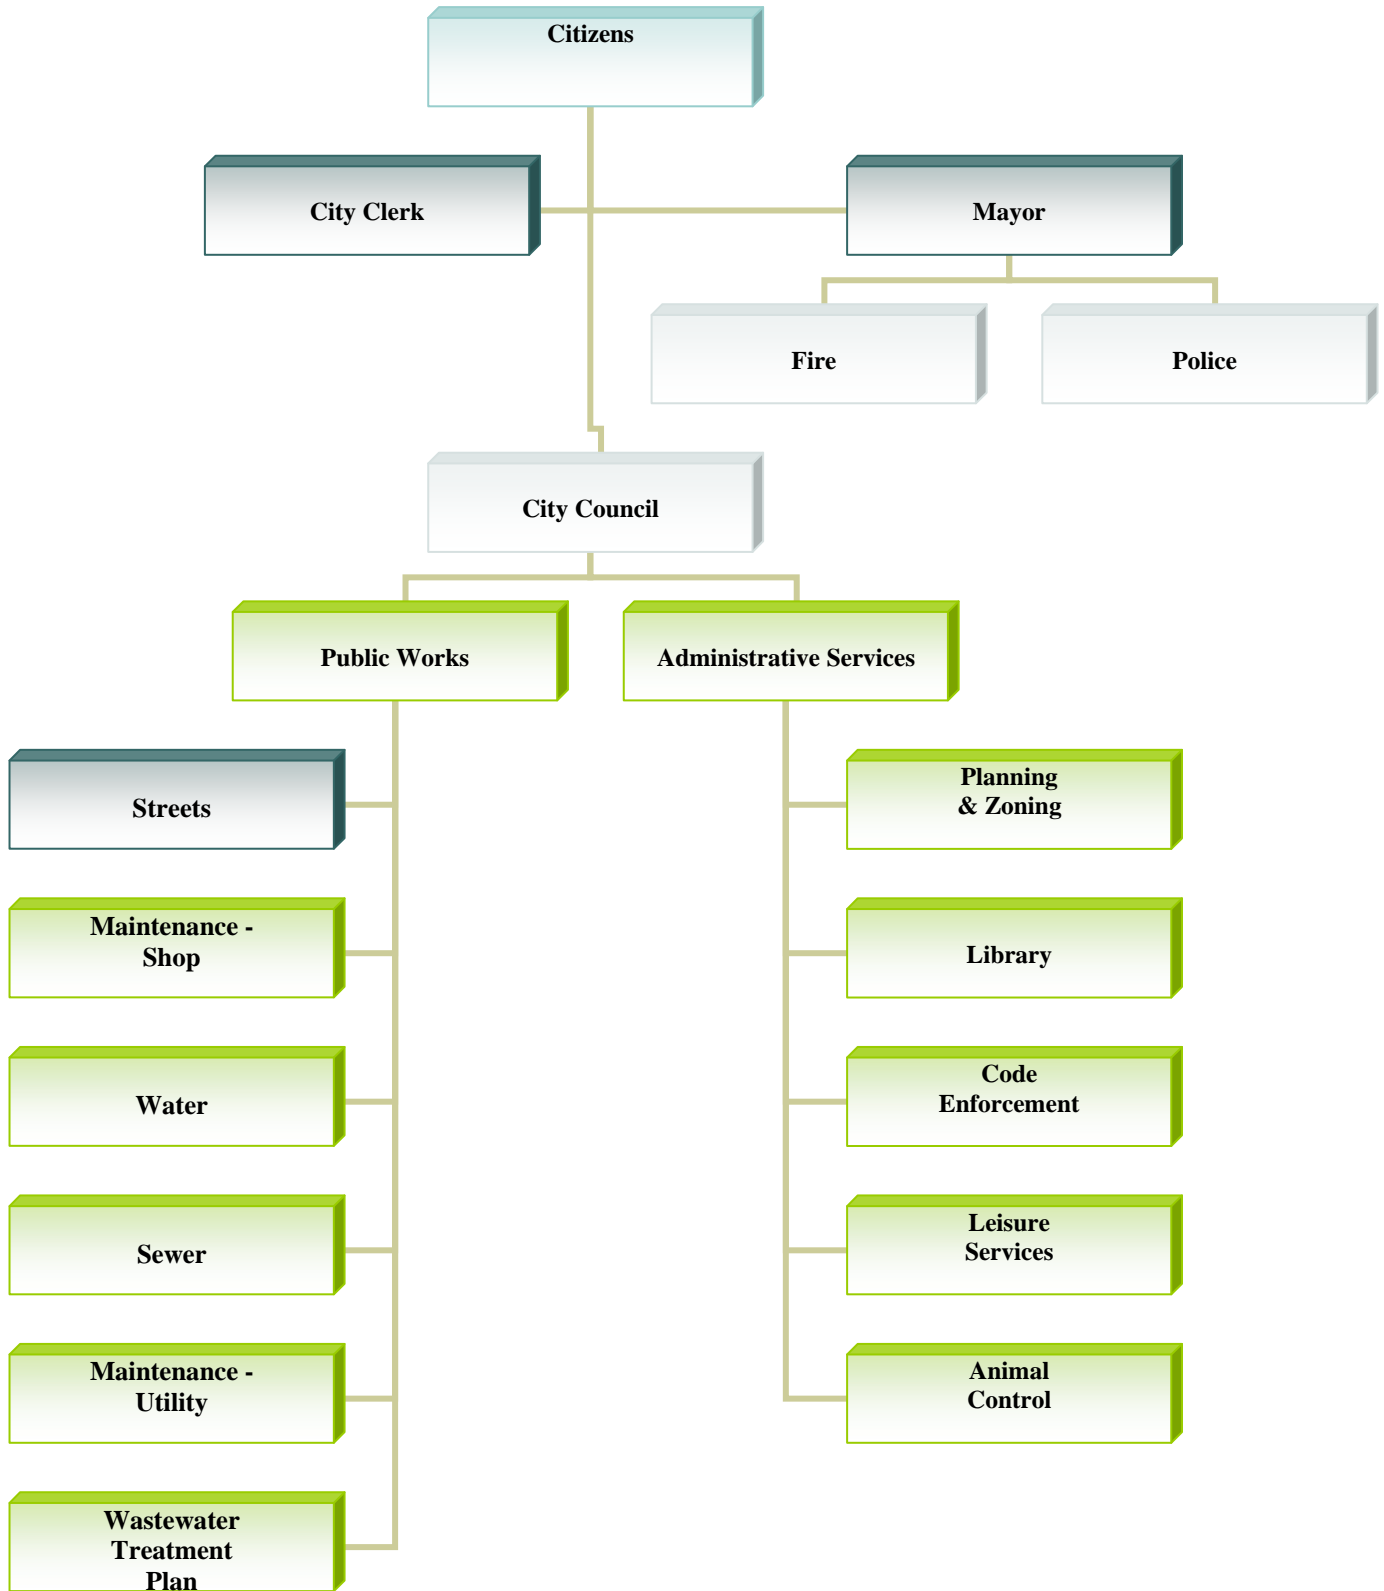 Citizens
City Clerk
Mayor
Fire
Police
City Council
Public Works
Administrative Services
Streets
Maintenance -
Shop
Water
Sewer
Maintenance -
Utility
Wastewater
Treatment
Plan
Planning
& Zoning
Library
Code
Enforcement
Leisure
Services
Animal
Control